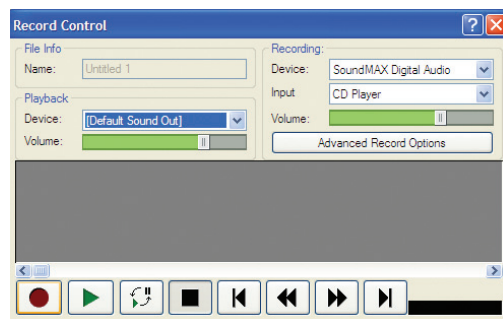 Record Control
File Info
Name: Untitled 1
Playback
Device: [Default Sound Out]
Volume:
Recording:
Device: SoundMAX Digital Audio
Input CD Player
Volume:
Advanced Record Options